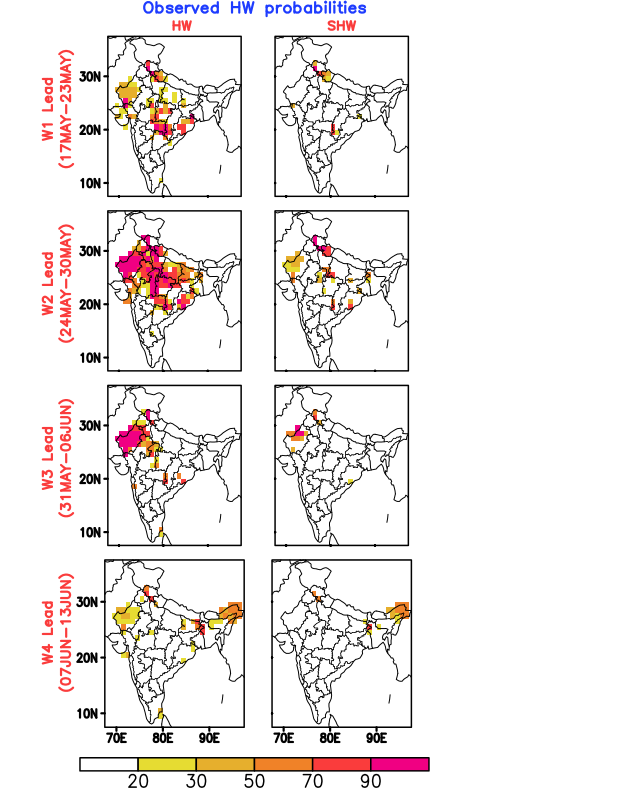 Observed HW probabilities
HW SHW
W1 Lead
(17MAY–23MAY)
30N
20N
10N
W2 Lead
(24MAY–30MAY)
30N
20N
10N
W3 Lead
(31MAY–06JUN)
30N
20N
10N
W4 Lead
(07JUN–13JUN)
30N
20N
10N
70E 80E 90E 70E 80E 90E
20 30 50 70 90